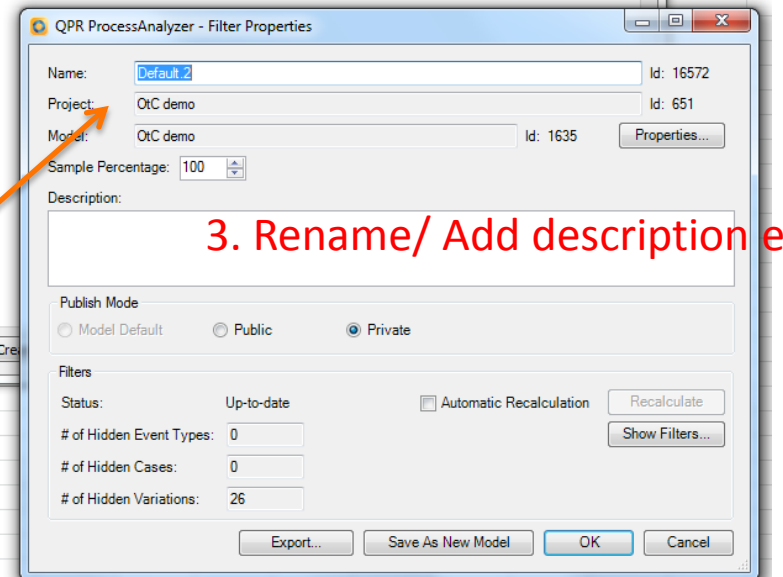 QPR ProcessAnalyzer - Filter Properties
Name: Default.2 Id: 16572
Project: OtC demo Id: 651
Model: OtC demo Id: 1635 Properties...
Sample Percentage: 100
Description:
3. Rename/ Add description e
Publish Mode
Model Default Public Private
Cre
Filters
Status: Up-to-date Automatic Recalculation Recalculate
# of Hidden Event Types: 0 Show Filters...
# of Hidden Cases: 0
# of Hidden Variations: 26
Export... Save As New Model OK Cancel